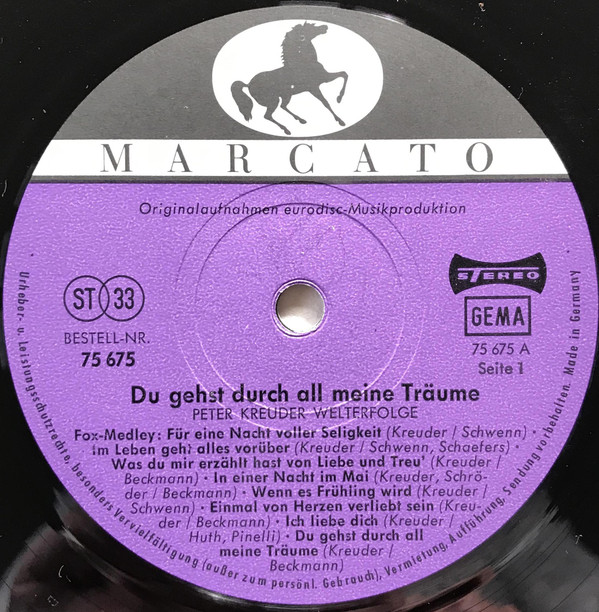 MARCATO
Originalaufnahmen eurodisc-Musikproduktion
ST 33
BESTELL-NR.
75 675
STEREO
GEMA
75 675 A
Seite 1
Du gehst durch all meine Träume
PETER KREUDER WELTERFOLGE
Fox-Medley: Für eine Nacht voller Seligkeit (Kreuder / Schwenn) ·
Im Leben geht alles vorüber (Kreuder / Schwenn, Schaefers) ·
Was du mir erzählt hast von Liebe und Treu' (Kreuder /
Beckmann) · In einer Nacht im Mai (Kreuder, Schrö-
der / Beckmann) · Wenn es Frühling wird (Kreuder /
Schwenn) · Einmal von Herzen verliebt sein (Kreu-
der / Beckmann) · Ich liebe dich (Kreuder /
Huth, Pinelli) · Du gehst durch all
meine Träume (Kreuder /
Beckmann)
Urheber- u. Leistungsschutzrechte, besonders Vervielfältigung (außer zum persönl. Gebrauch), Vermietung, Aufführung, Sendung vorbehalten. Made in Germany